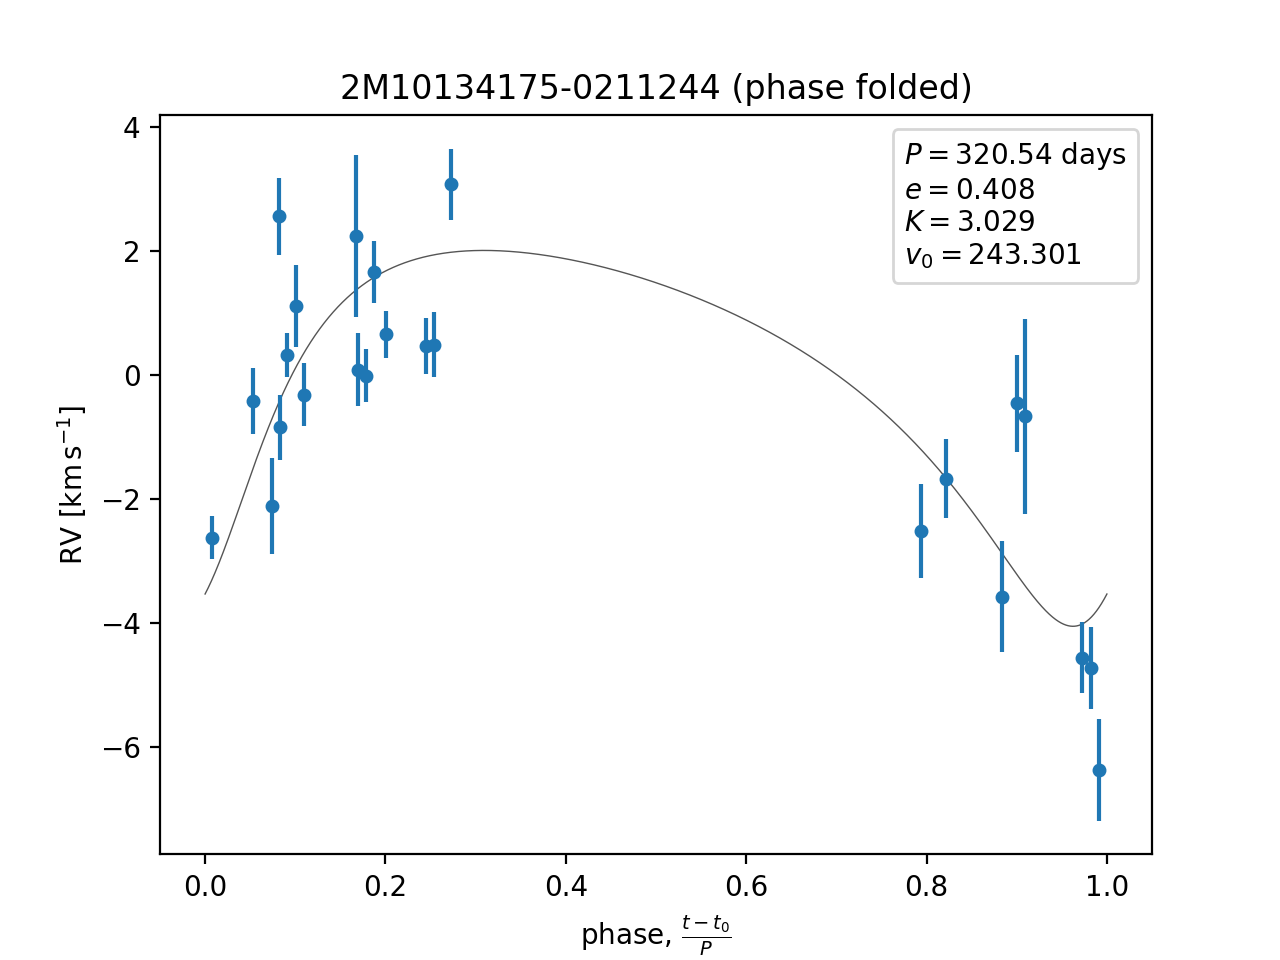 2M10134175-0211244 (phase folded)
P = 320.54 days
e = 0.408
K = 3.029
v₀ = 243.301
4
2
0
−2
−4
−6
RV [km s⁻¹]
0.0 0.2 0.4 0.6 0.8 1.0
phase, (t − t₀)/P